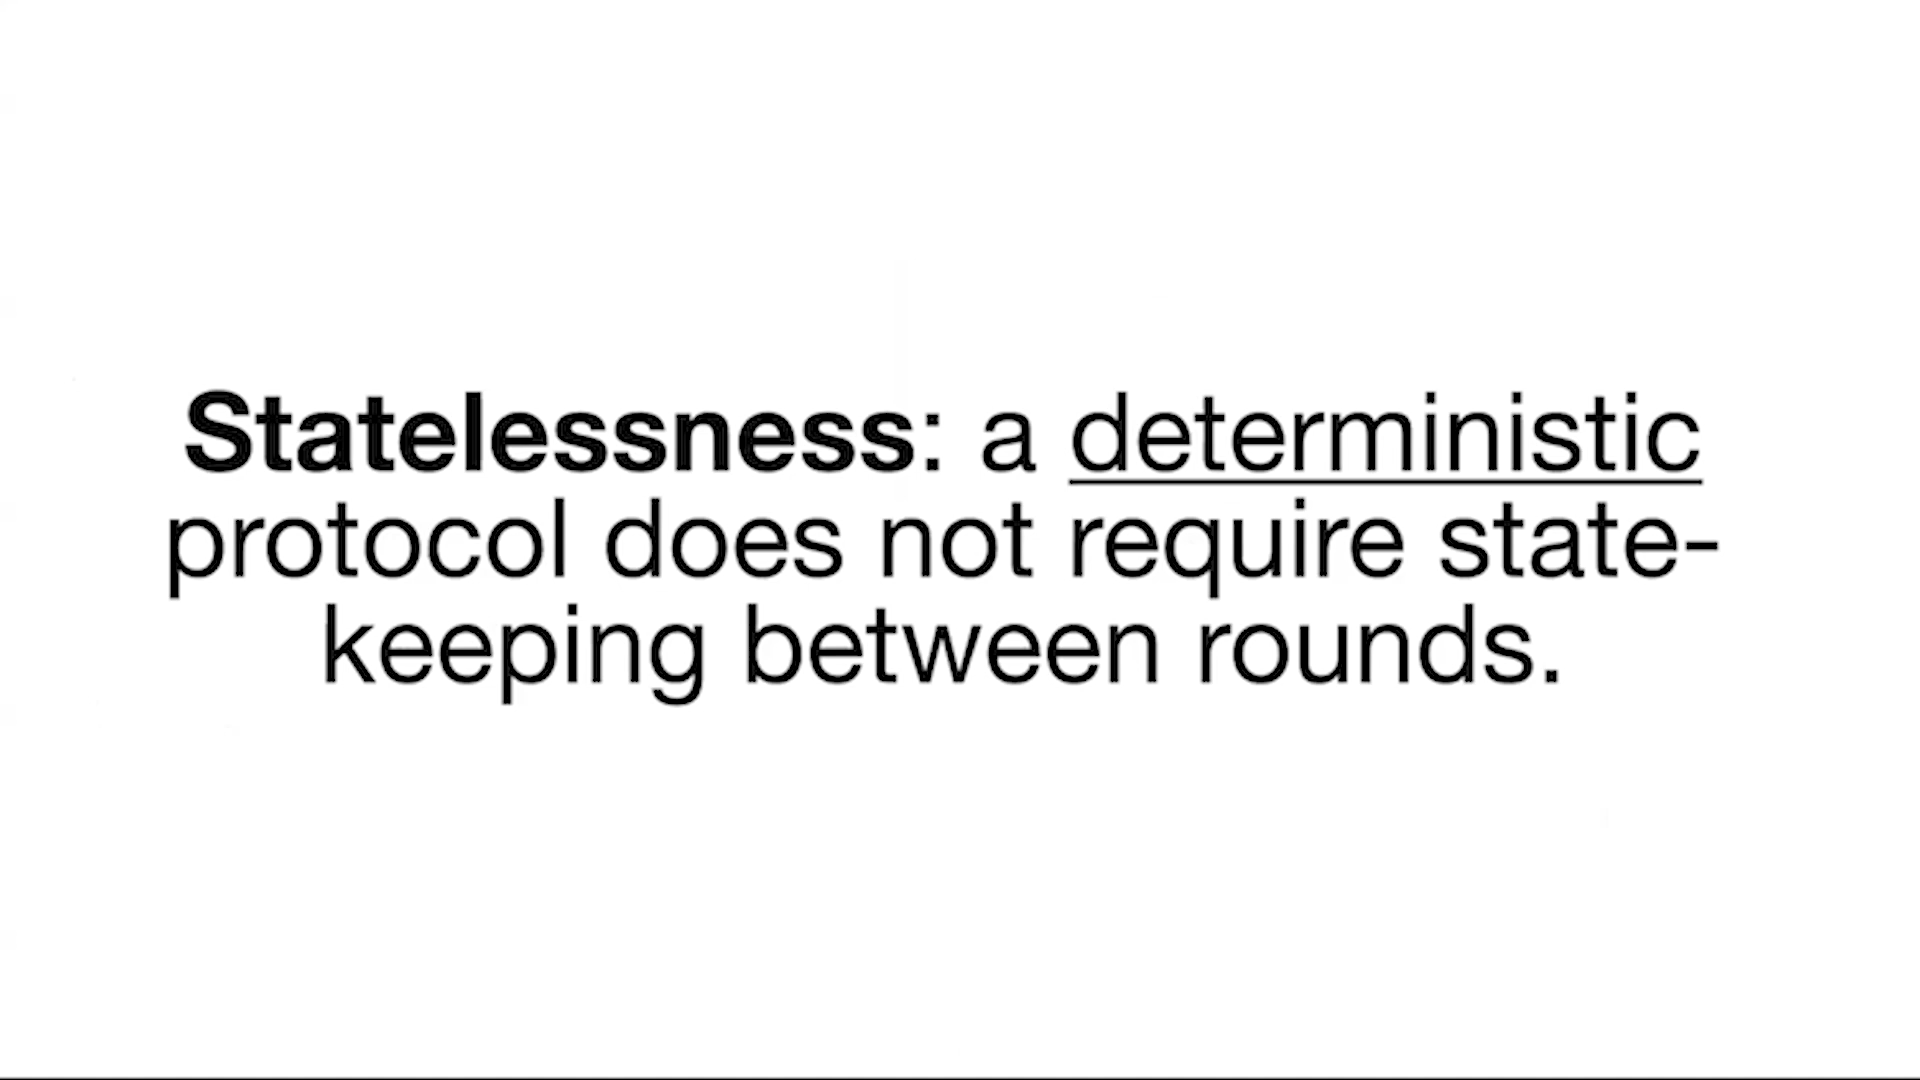 Statelessness: a deterministic
protocol does not require state-
keeping between rounds.